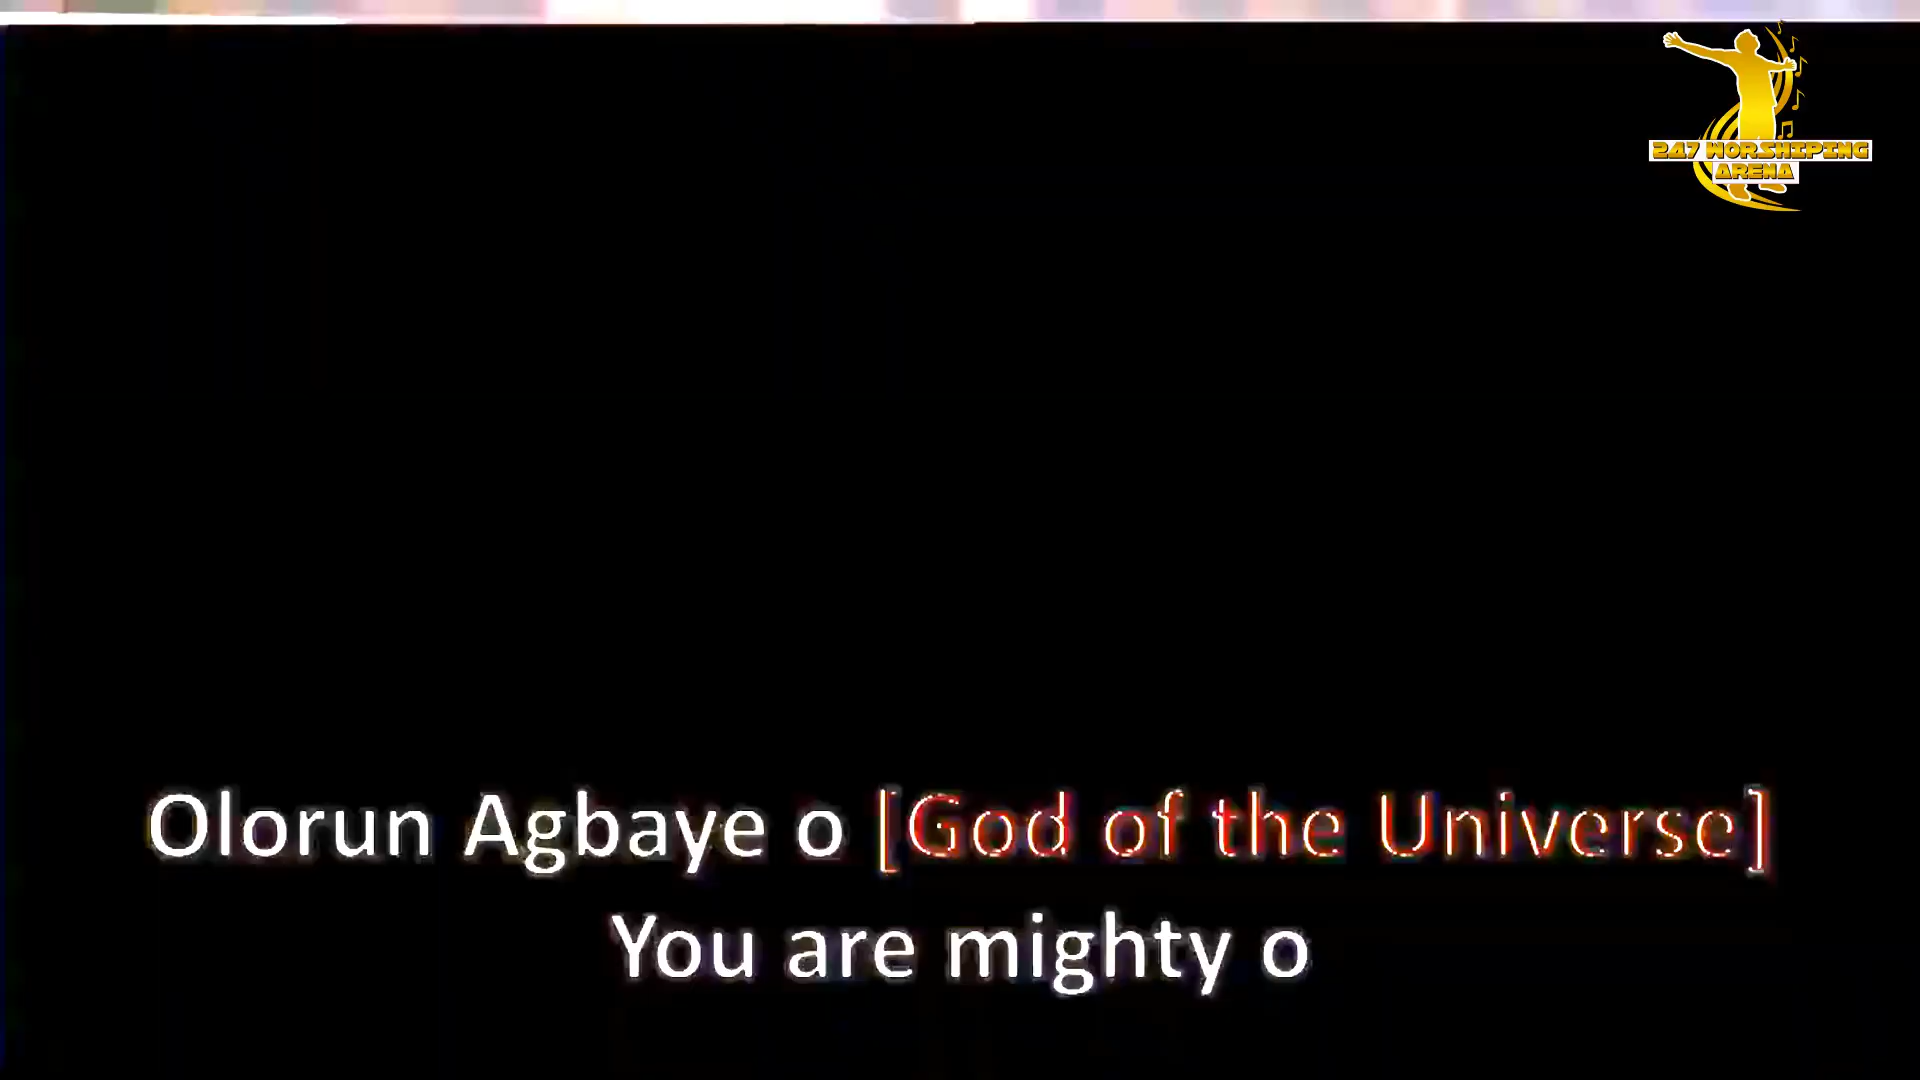 247 WORSHIPING
ARENA
Olorun Agbaye o [God of the Universe]
You are mighty o